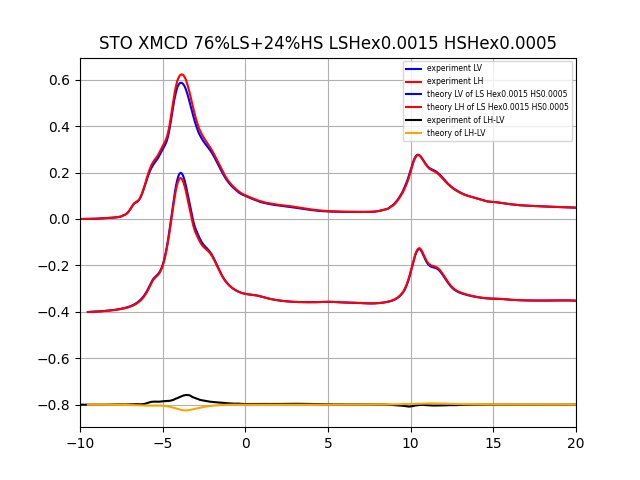 STO XMCD 76%LS+24%HS LSHex0.0015 HSHex0.0005
experiment LV
experiment LH
theory LV of LS Hex0.0015 HS0.0005
theory LH of LS Hex0.0015 HS0.0005
experiment of LH-LV
theory of LH-LV
0.6
0.4
0.2
0.0
−0.2
−0.4
−0.6
−0.8
−10
−5
0
5
10
15
20